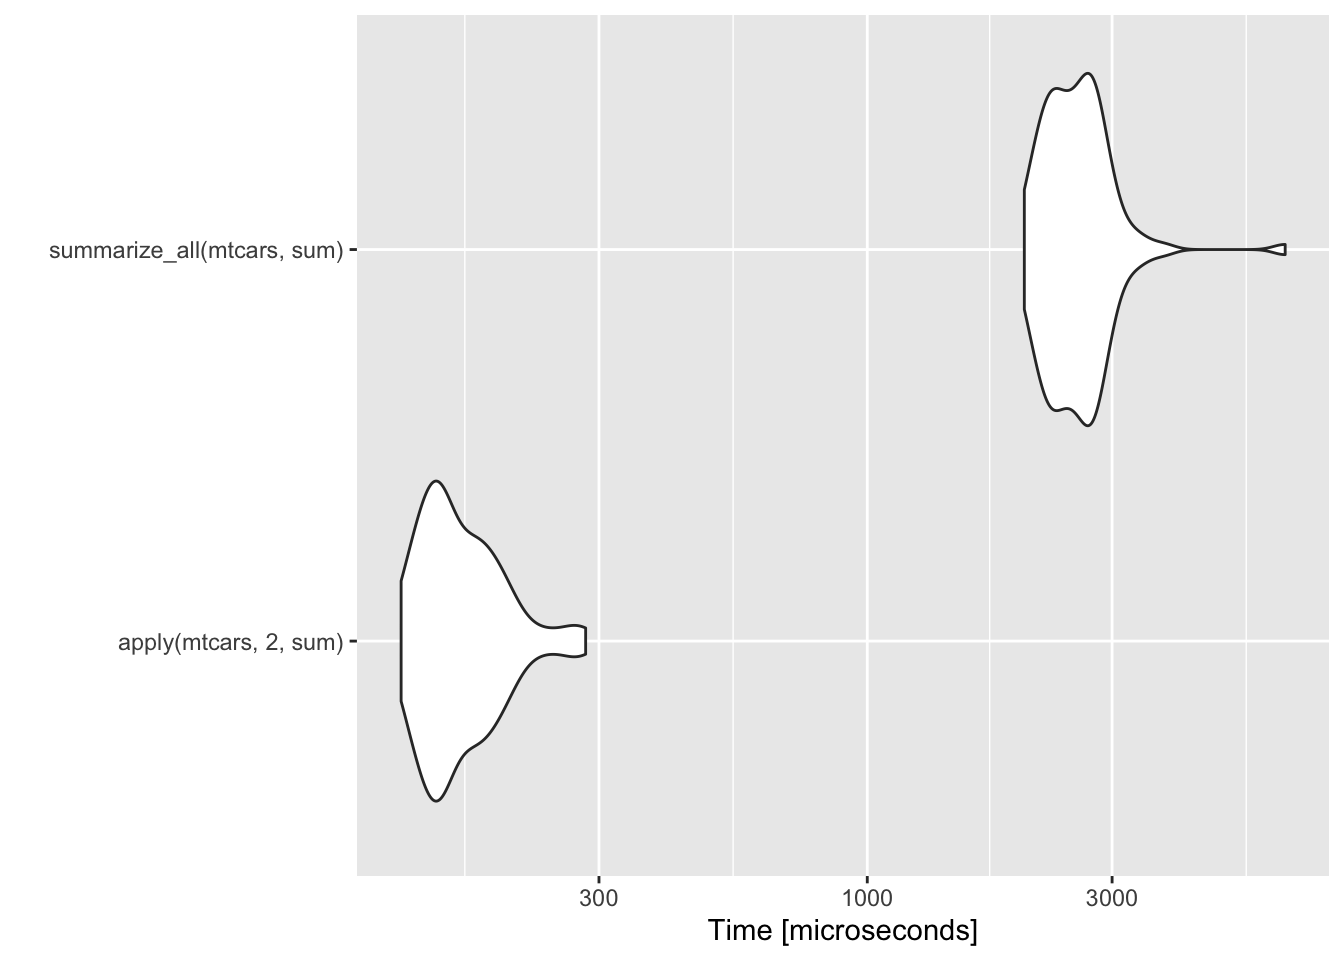 summarize_all(mtcars, sum)
apply(mtcars, 2, sum)
300
1000
3000
Time [microseconds]